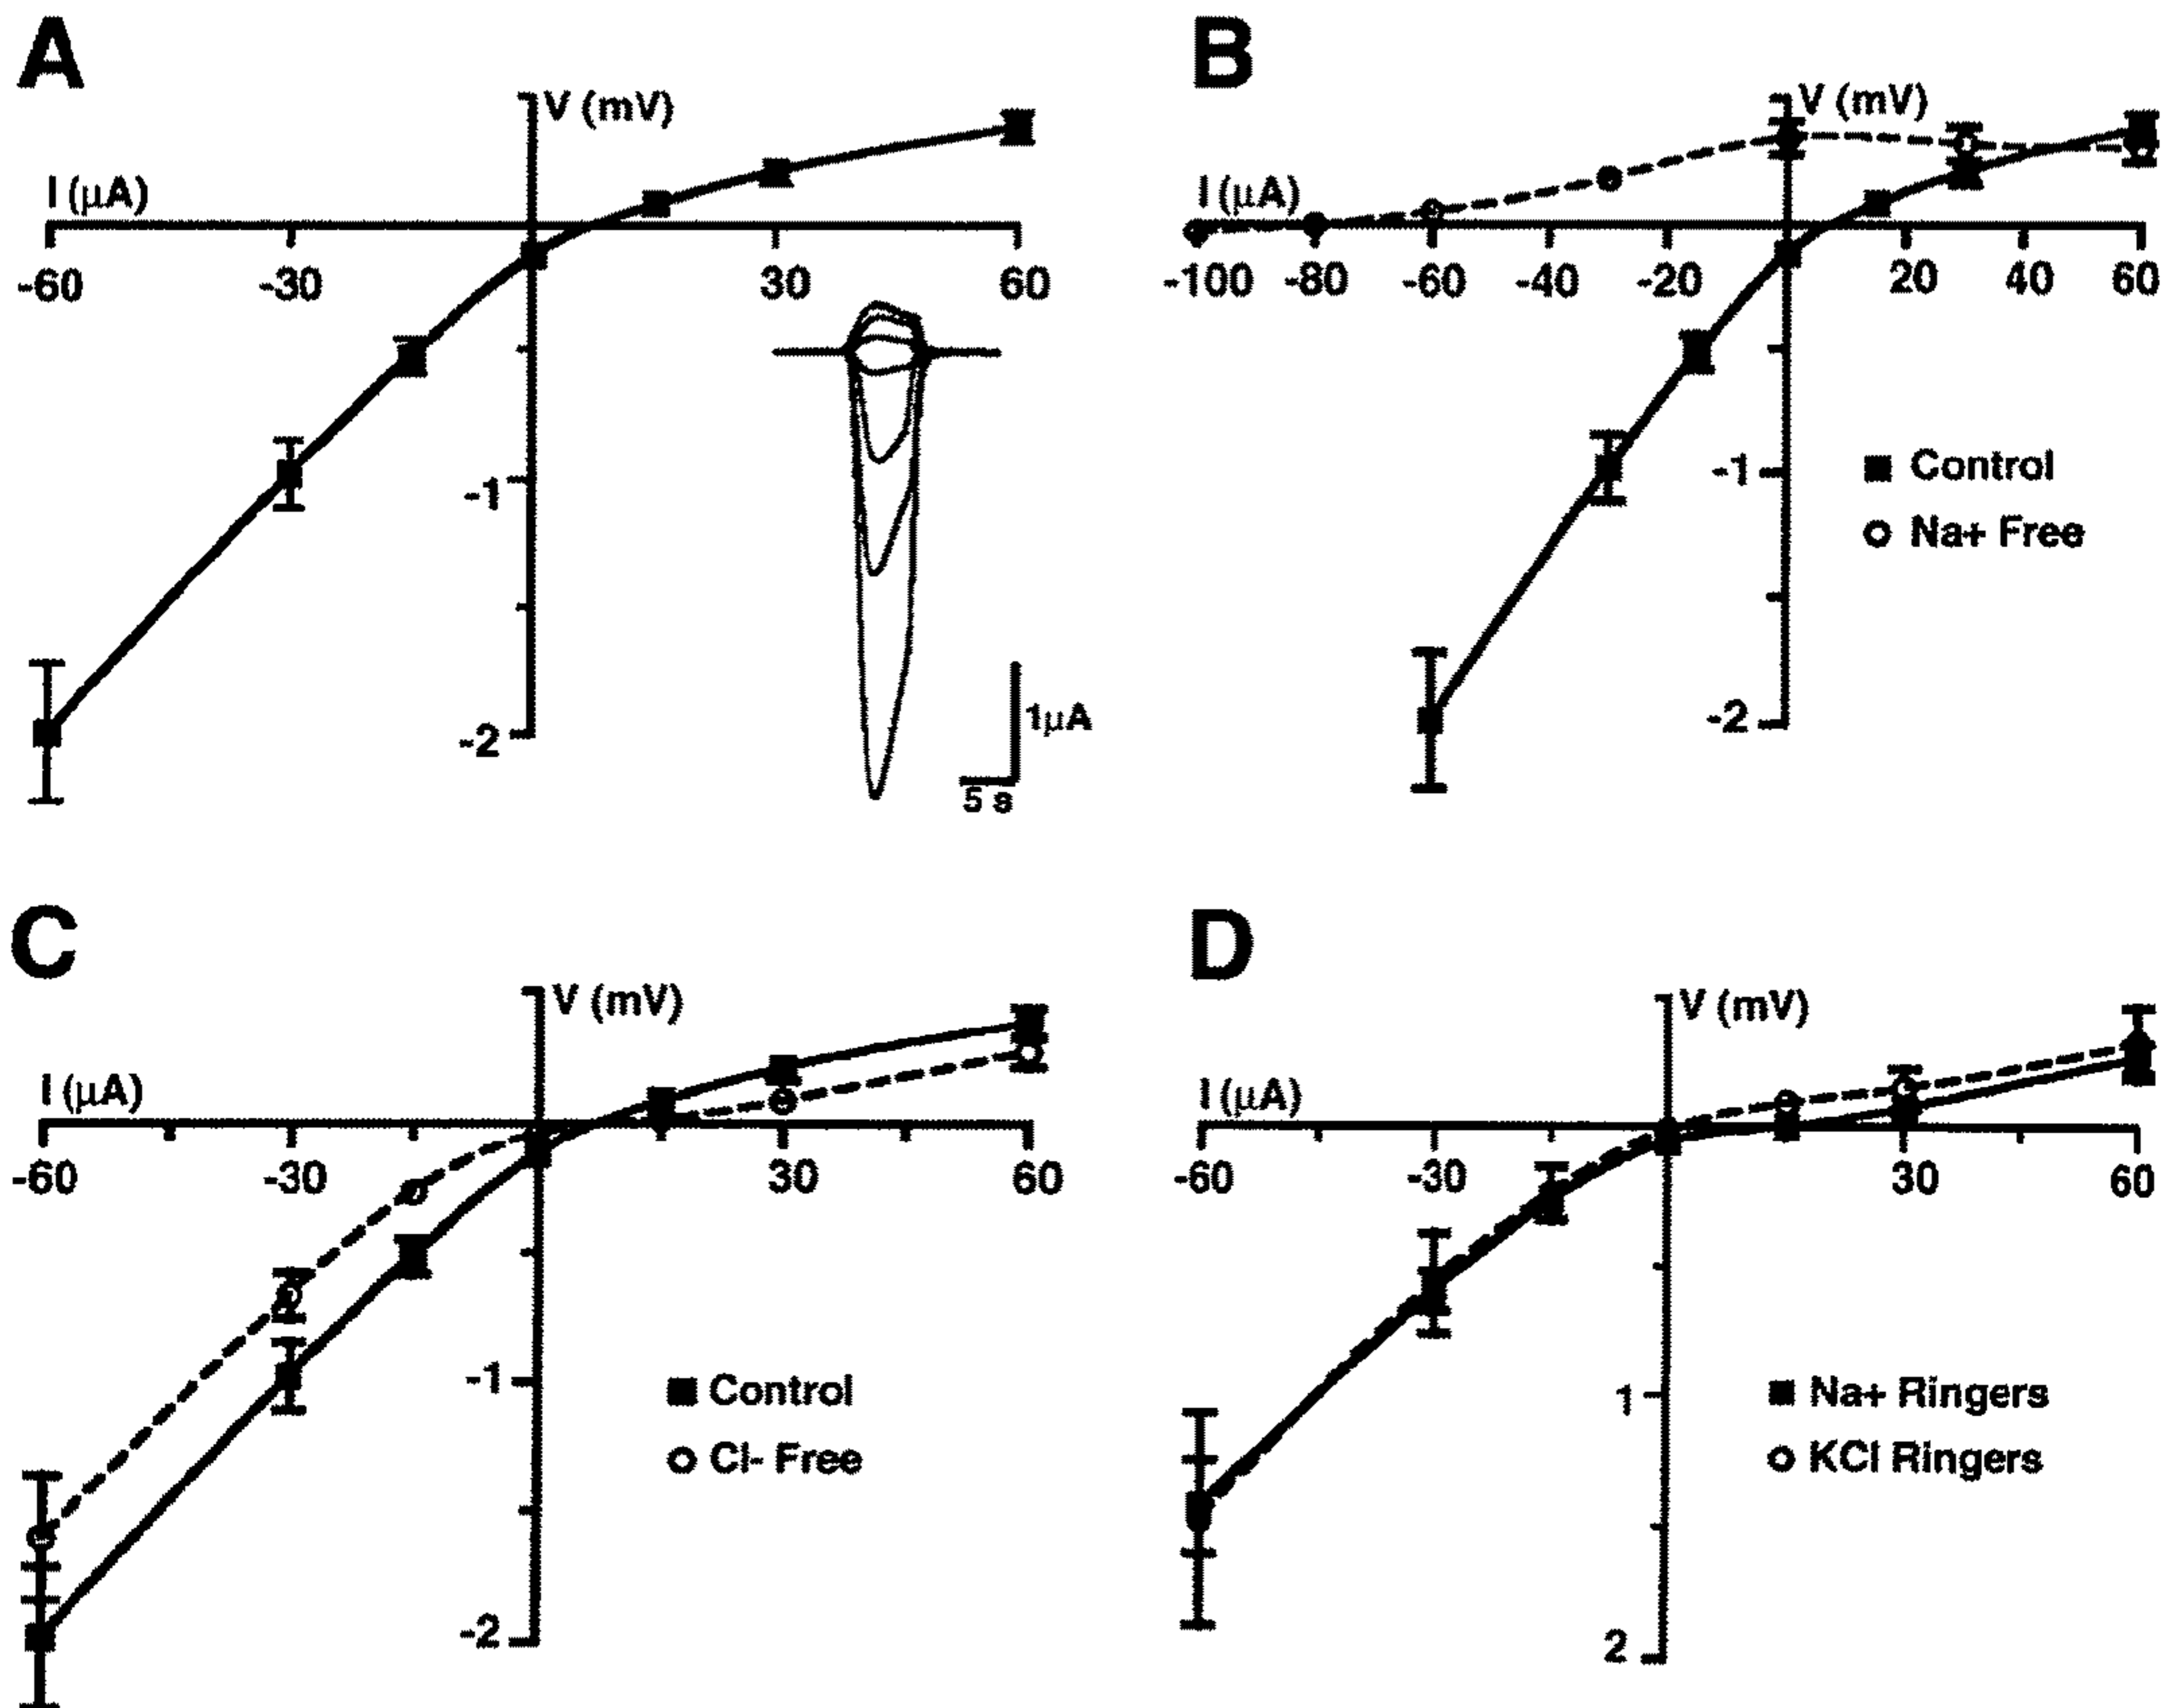 A
V (mV)
I (μA)
-60
-30
30
60
-1
-2
1μA
5 s
B
V (mV)
I (μA)
-100
-80
-60
-40
-20
20
40
60
-1
-2
Control
Na+ Free
C
V (mV)
I (μA)
-60
-30
30
60
-1
-2
Control
Cl- Free
D
V (mV)
I (μA)
-60
-30
30
60
1
2
Na+ Ringers
KCl Ringers